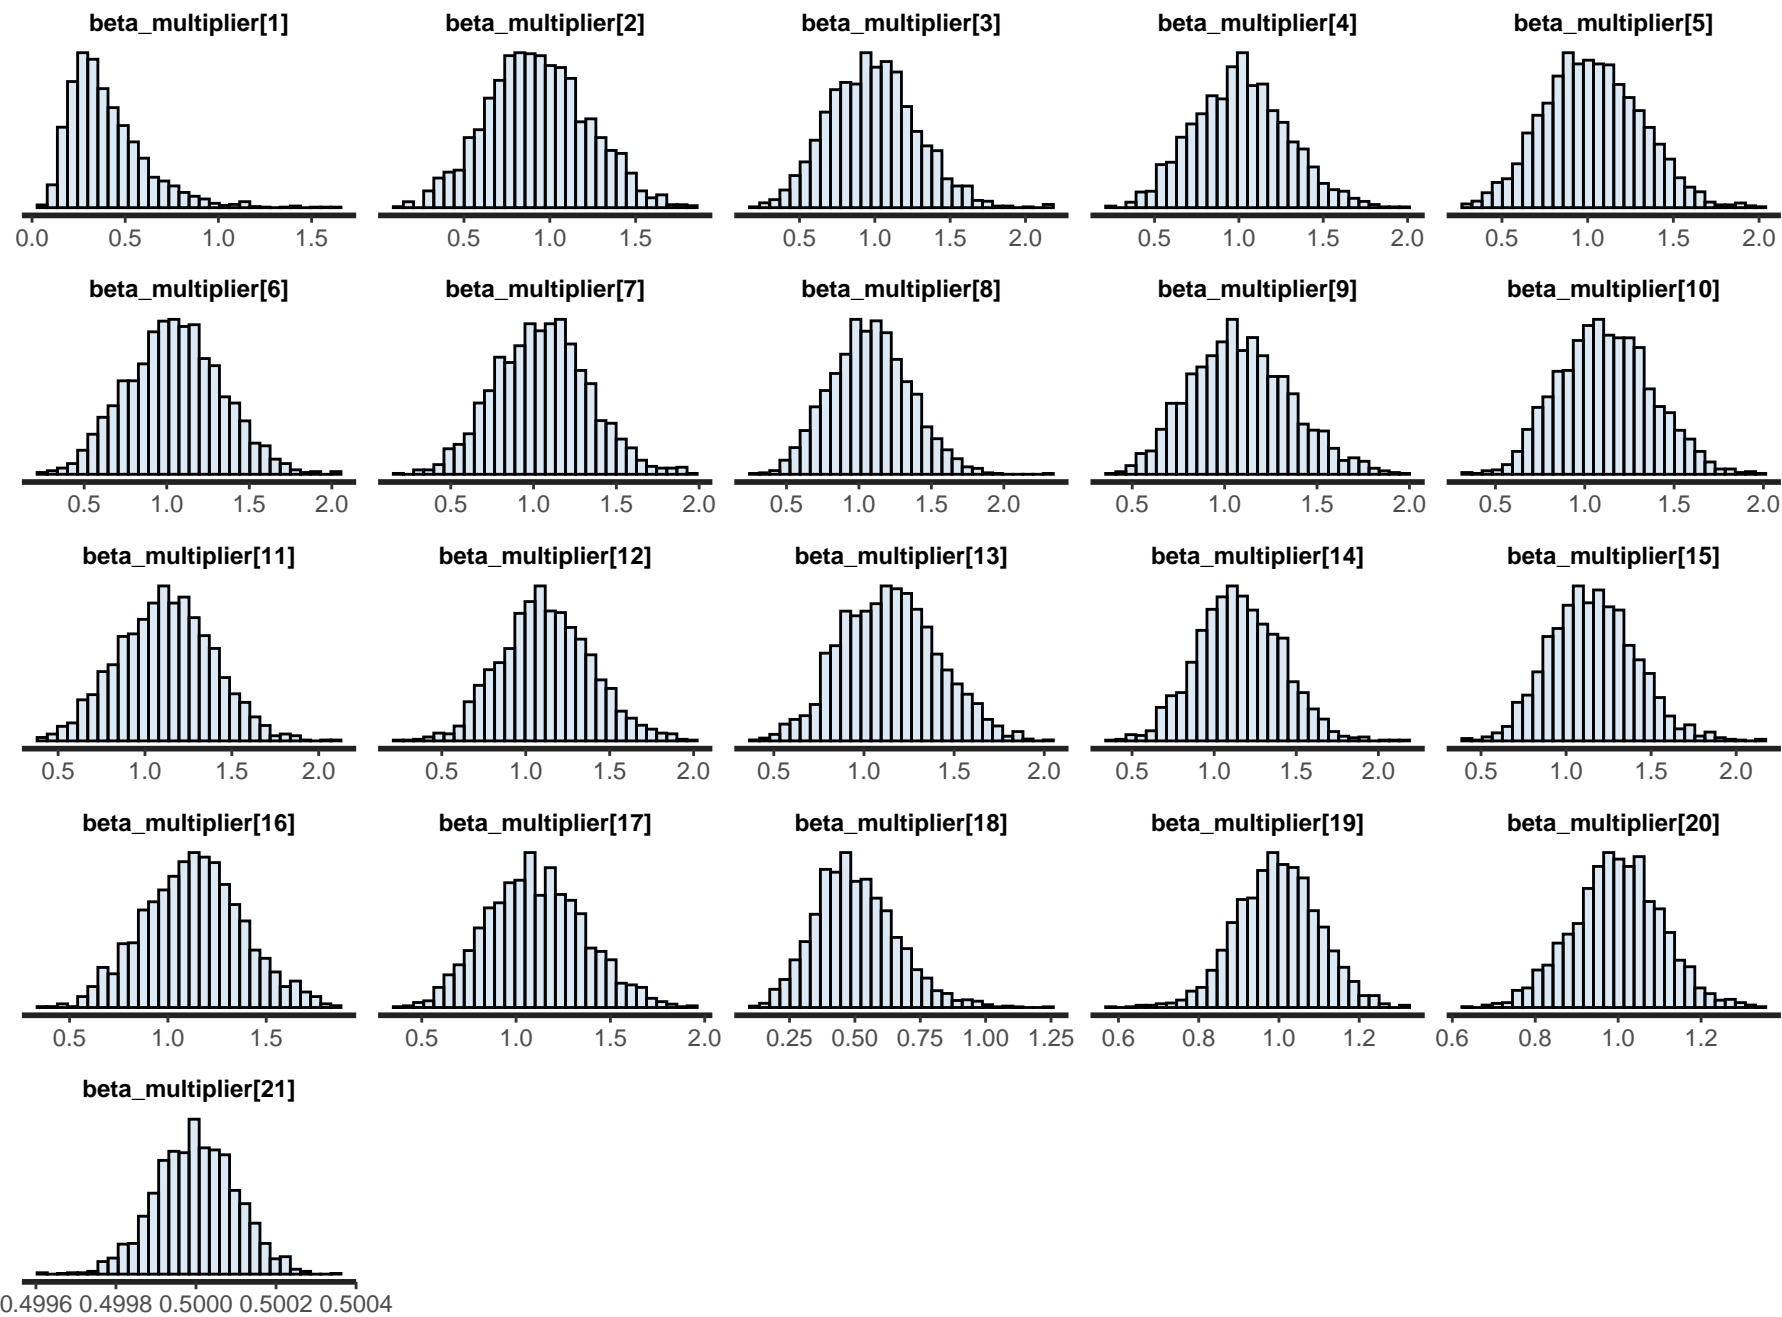 beta_multiplier[1] beta_multiplier[2] beta_multiplier[3] beta_multiplier[4] beta_multiplier[5]
0.0 0.5 1.0 1.5 0.5 1.0 1.5 0.5 1.0 1.5 2.0 0.5 1.0 1.5 2.0 0.5 1.0 1.5 2.0
beta_multiplier[6] beta_multiplier[7] beta_multiplier[8] beta_multiplier[9] beta_multiplier[10]
0.5 1.0 1.5 2.0 0.5 1.0 1.5 2.0 0.5 1.0 1.5 2.0 0.5 1.0 1.5 2.0 0.5 1.0 1.5 2.0
beta_multiplier[11] beta_multiplier[12] beta_multiplier[13] beta_multiplier[14] beta_multiplier[15]
0.5 1.0 1.5 2.0 0.5 1.0 1.5 2.0 0.5 1.0 1.5 2.0 0.5 1.0 1.5 2.0 0.5 1.0 1.5 2.0
beta_multiplier[16] beta_multiplier[17] beta_multiplier[18] beta_multiplier[19] beta_multiplier[20]
0.5 1.0 1.5 0.5 1.0 1.5 2.0 0.25 0.50 0.75 1.00 1.25 0.6 0.8 1.0 1.2 0.6 0.8 1.0 1.2
beta_multiplier[21]
0.4996 0.4998 0.5000 0.5002 0.5004